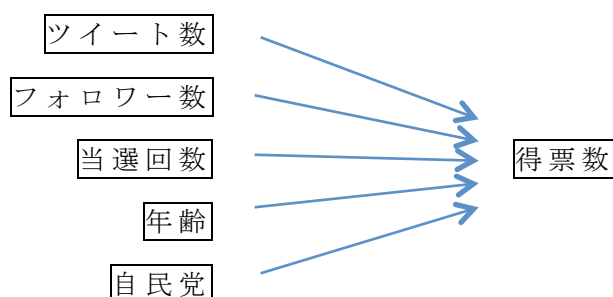 ツイート数
フォロワー数
当選回数
得票数
年齢
自民党